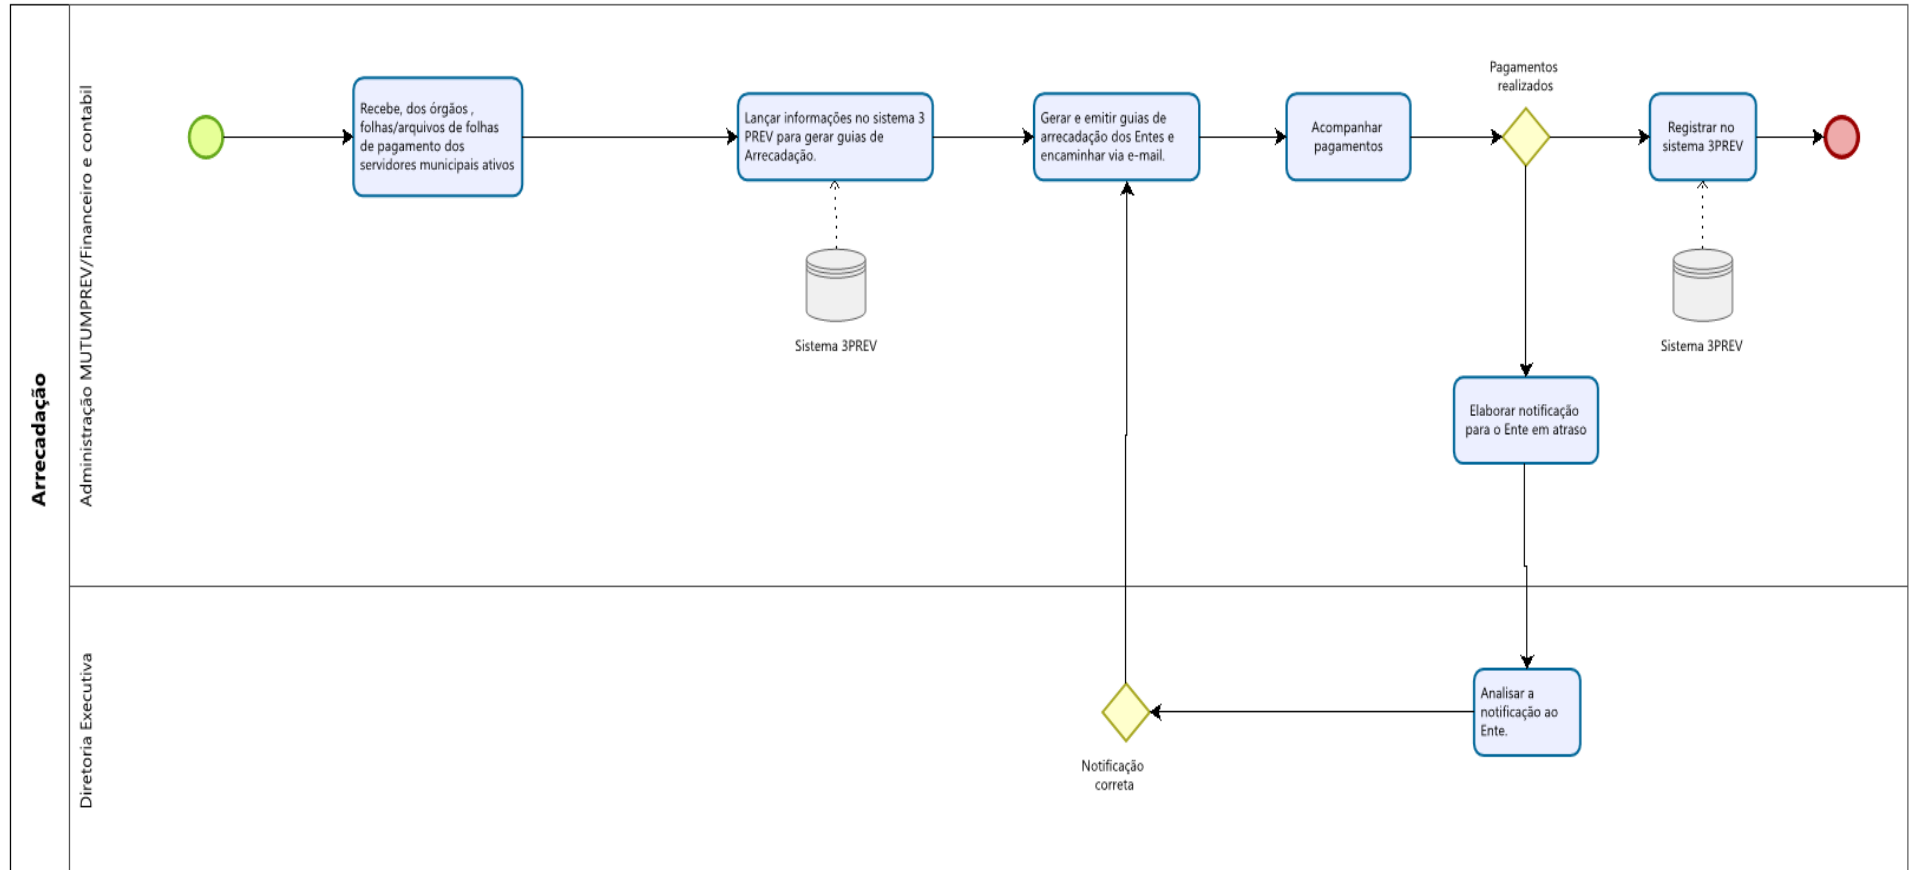 Arrecadação
Administração MUTUMPREV/Financeiro e contabil
Recebe, dos órgãos ,
folhas/arquivos de folhas
de pagamento dos
servidores municipais ativos
Lançar informações no sistema 3
PREV para gerar guias de
Arrecadação.
Sistema 3PREV
Gerar e emitir guias de
arrecadação dos Entes e
encaminhar via e-mail.
Acompanhar
pagamentos
Pagamentos
realizados
Registrar no
sistema 3PREV
Sistema 3PREV
Elaborar notificação
para o Ente em atraso
Diretoria Executiva
Analisar a
notificação ao
Ente.
Notificação
correta